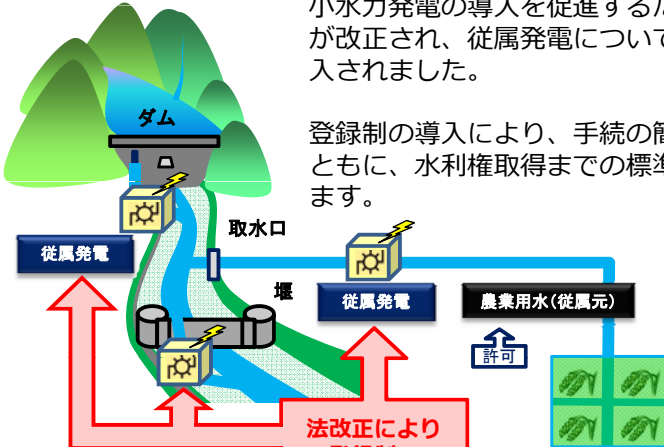 小水力発電の導入を促進するた
が改正され、従属発電について
入されました。
登録制の導入により、手続の簡
ともに、水利権取得までの標準
ます。
ダム
取水口
従属発電
堰
従属発電
農業用水(従属元)
許可
法改正により